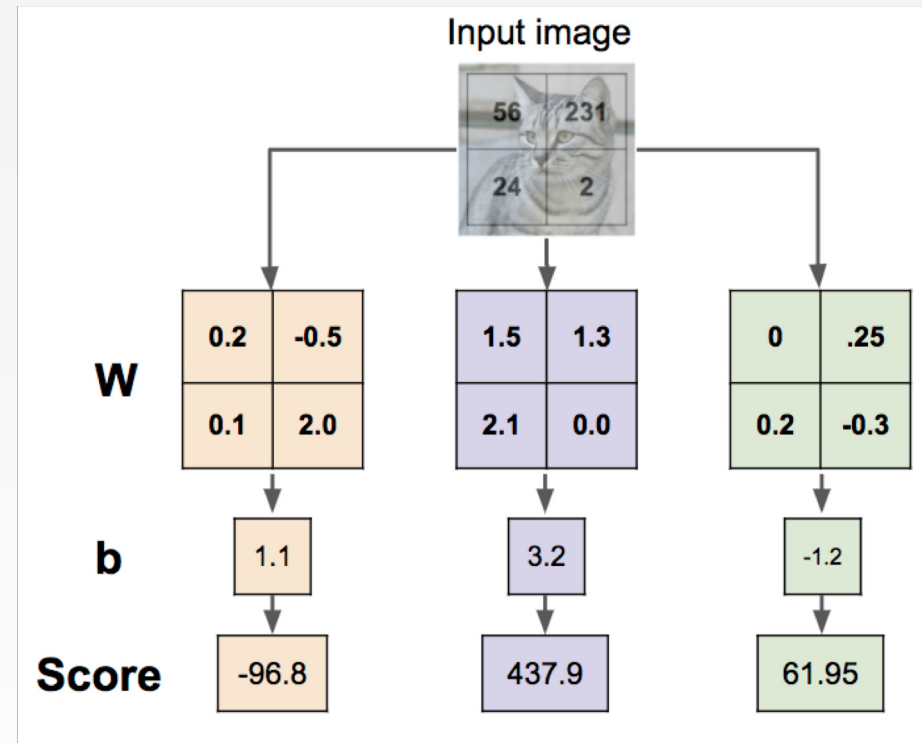 Input image
56 231
24 2
W
0.2 -0.5 1.5 1.3 0 .25
0.1 2.0 2.1 0.0 0.2 -0.3
b 1.1 3.2 -1.2
Score -96.8 437.9 61.95